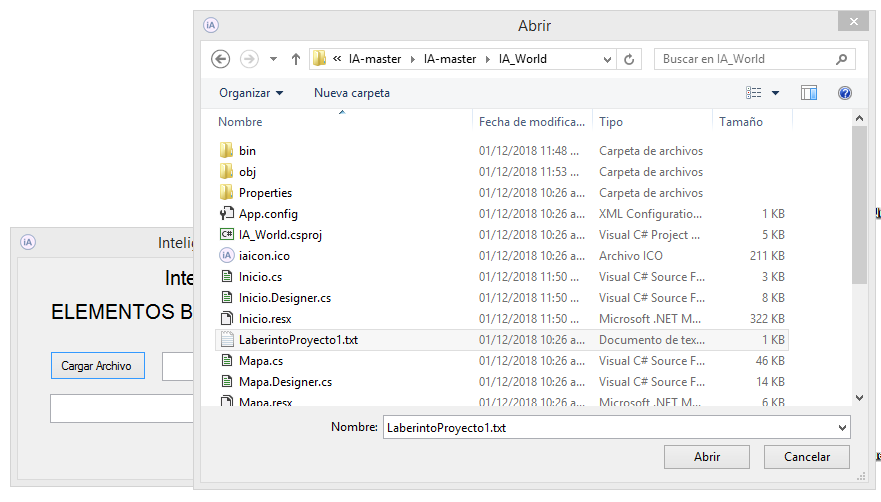 iA Abrir
« IA-master IA-master IA_World Buscar en IA_World
Organizar Nueva carpeta
Nombre Fecha de modifica... Tipo Tamaño
bin 01/12/2018 11:48 ... Carpeta de archivos
obj 01/12/2018 11:53 ... Carpeta de archivos
Properties 01/12/2018 10:26 a... Carpeta de archivos
App.config 01/12/2018 10:26 a... XML Configuratio... 1 KB
C# IA_World.csproj 01/12/2018 10:26 a... Visual C# Project ... 5 KB
iA iaicon.ico 01/12/2018 10:26 a... Archivo ICO 211 KB
Inicio.cs 01/12/2018 11:50 ... Visual C# Source F... 3 KB
Inicio.Designer.cs 01/12/2018 11:50 ... Visual C# Source F... 8 KB
Inicio.resx 01/12/2018 11:50 ... Microsoft .NET M... 322 KB
LaberintoProyecto1.txt 01/12/2018 10:26 a... Documento de tex... 1 KB
Mapa.cs 01/12/2018 10:26 a... Visual C# Source F... 46 KB
Mapa.Designer.cs 01/12/2018 10:26 a... Visual C# Source F... 14 KB
Mapa.resx 01/12/2018 10:26 a... Microsoft .NET M... 6 KB
Nombre: LaberintoProyecto1.txt
Abrir Cancelar
iA Intelig
Inte
ELEMENTOS B
Cargar Archivo